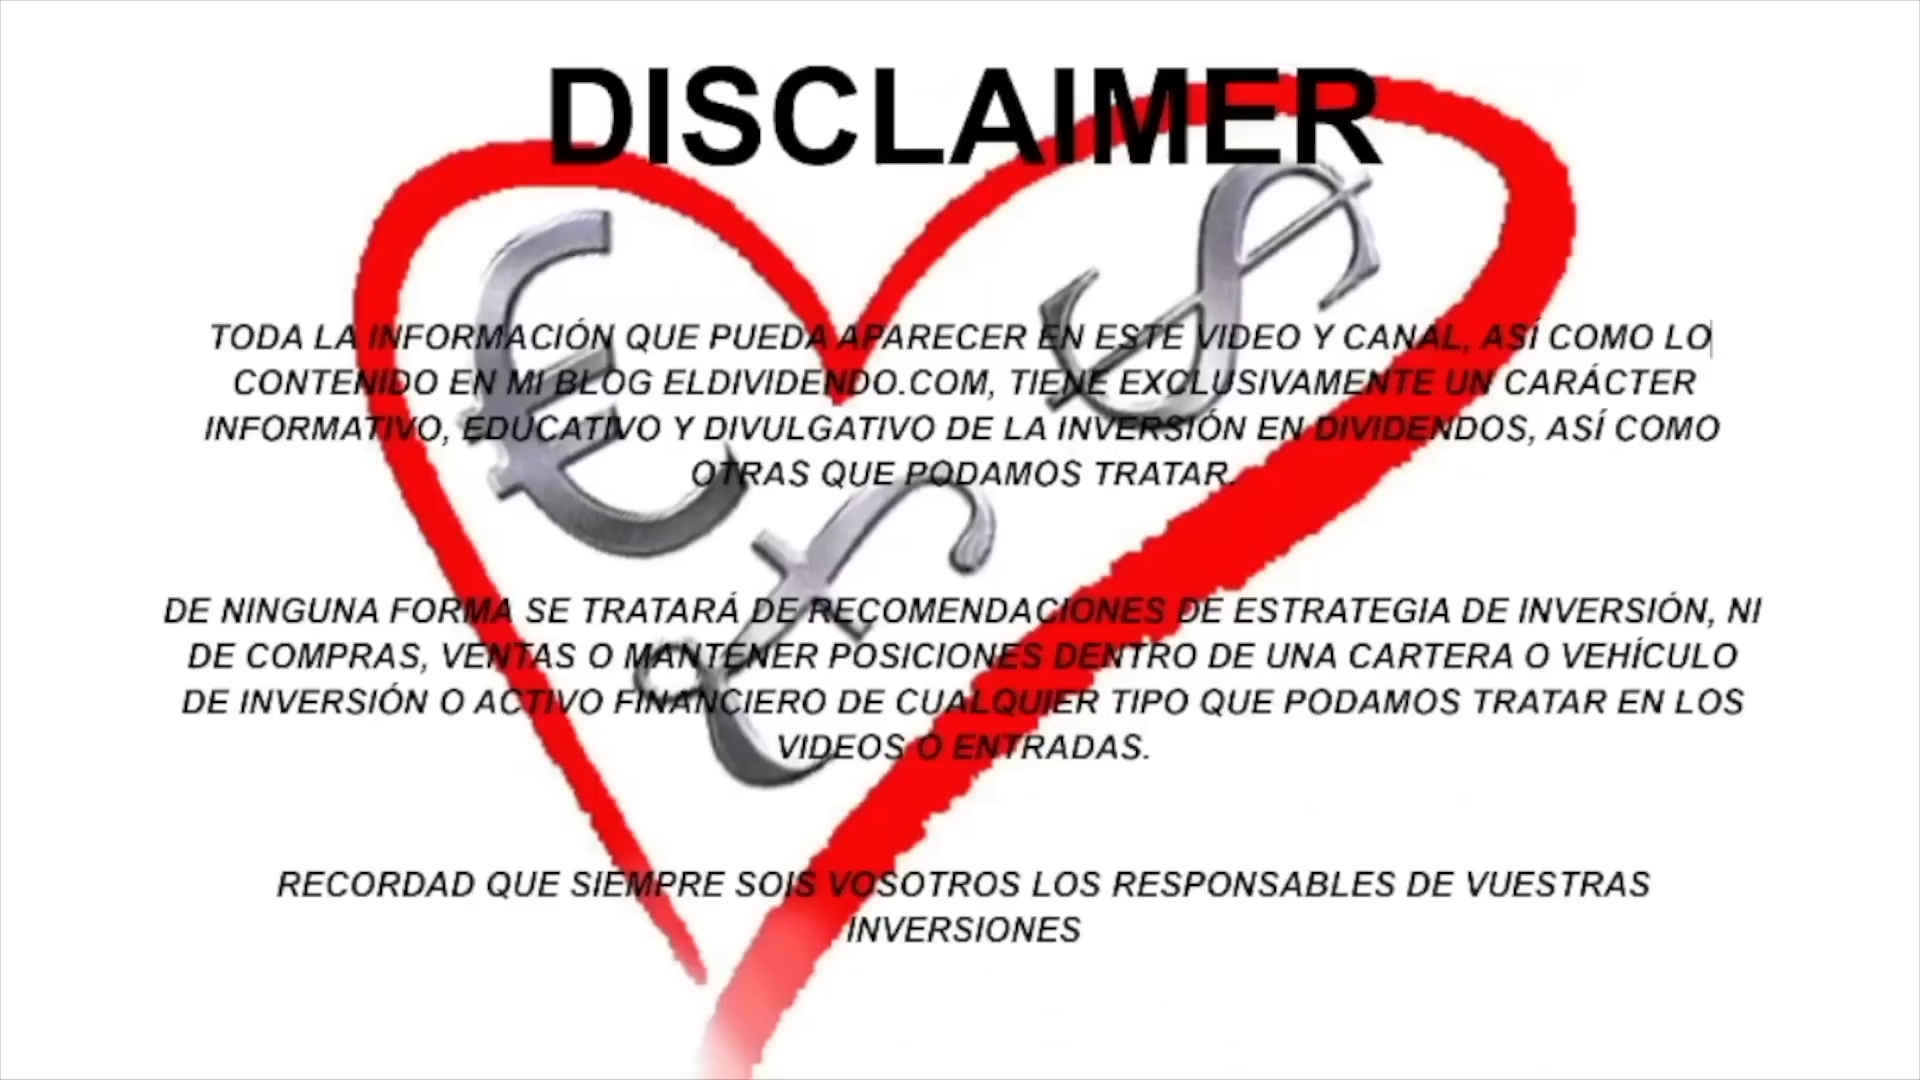 DISCLAIMER
TODA LA INFORMACIÓN QUE PUEDA APARECER EN ESTE VIDEO Y CANAL, ASÍ COMO LO
CONTENIDO EN MI BLOG ELDIVIDENDO.COM, TIENE EXCLUSIVAMENTE UN CARÁCTER
INFORMATIVO, EDUCATIVO Y DIVULGATIVO DE LA INVERSIÓN EN DIVIDENDOS, ASÍ COMO
OTRAS QUE PODAMOS TRATAR.
DE NINGUNA FORMA SE TRATARÁ DE RECOMENDACIONES DE ESTRATEGIA DE INVERSIÓN, NI
DE COMPRAS, VENTAS O MANTENER POSICIONES DENTRO DE UNA CARTERA O VEHÍCULO
DE INVERSIÓN O ACTIVO FINANCIERO DE CUALQUIER TIPO QUE PODAMOS TRATAR EN LOS
VIDEOS O ENTRADAS.
RECORDAD QUE SIEMPRE SOIS VOSOTROS LOS RESPONSABLES DE VUESTRAS
INVERSIONES